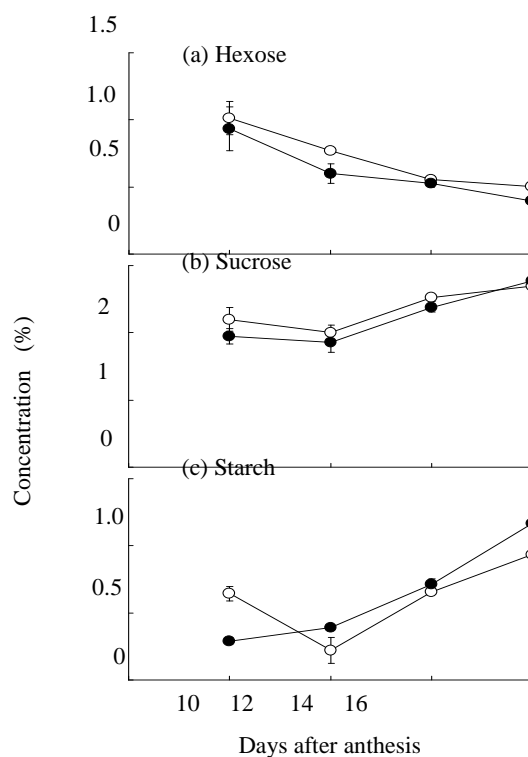 1.5
(a) Hexose
1.0
0.5
0
(b) Sucrose
2
1
0
Concentration (%)
(c) Starch
1.0
0.5
0
10 12 14 16
Days after anthesis